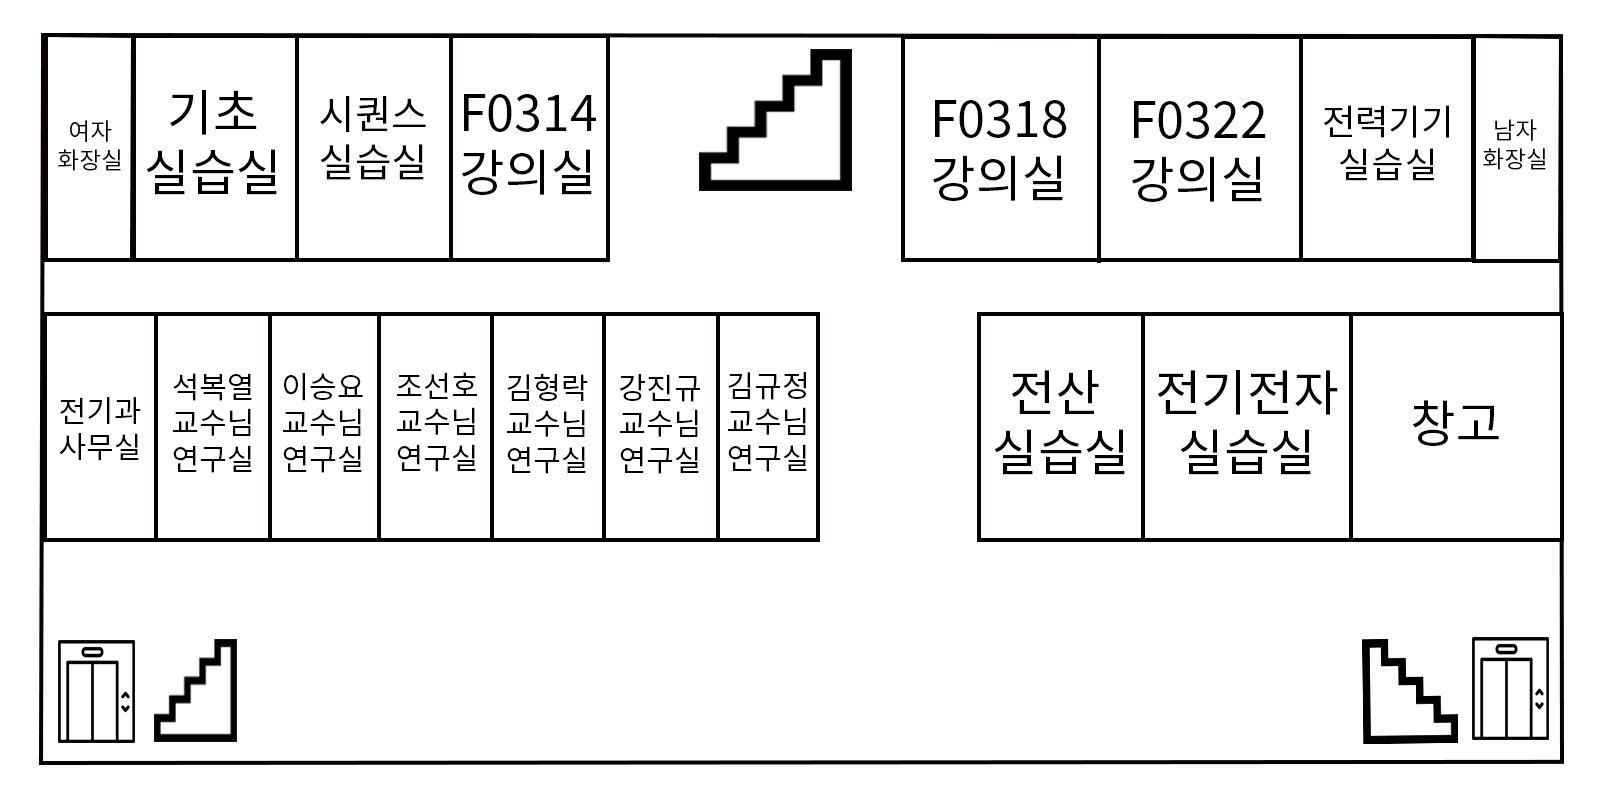 여자
화장실
기초
실습실
시퀀스
실습실
F0314
강의실
F0318
강의실
F0322
강의실
전력기기
실습실
남자
화장실
전기과
사무실
석복열
교수님
연구실
이승요
교수님
연구실
조선호
교수님
연구실
김형락
교수님
연구실
강진규
교수님
연구실
김규정
교수님
연구실
전산
실습실
전기전자
실습실
창고